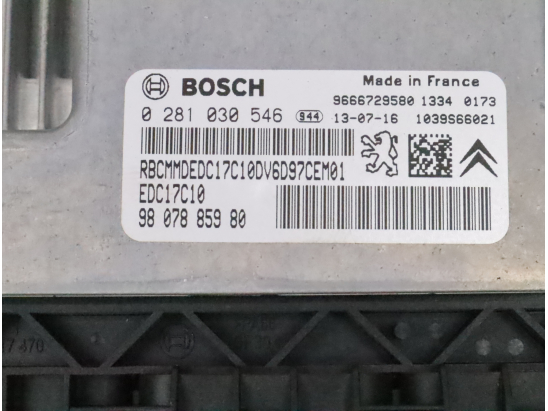 BOSCH
Made in France
9666729580 1334 0173
0 281 030 546 944 13-07-16 1039S66021
RBCMMDEDC17C10DV6D97CEM01
EDC17C10
98 078 859 80